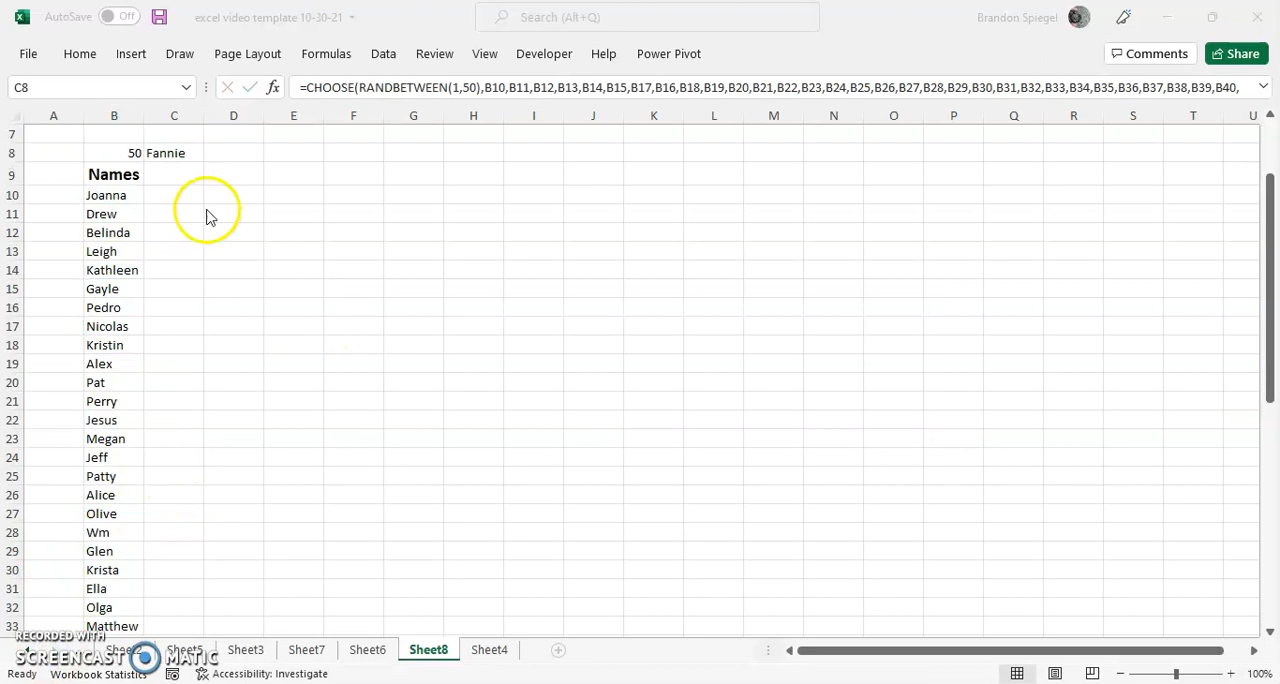 AutoSave Off excel video template 10-30-21 Search (Alt+Q) Brandon Spiegel
File Home Insert Draw Page Layout Formulas Data Review View Developer Help Power Pivot Comments Share
C8 fx =CHOOSE(RANDBETWEEN(1,50),B10,B11,B12,B13,B14,B15,B17,B16,B18,B19,B20,B21,B22,B23,B24,B25,B26,B27,B28,B29,B30,B31,B32,B33,B34,B35,B36,B37,B38,B39,B40,
A B C D E F G H I J K L M N O P Q R S T U
7
8 50 Fannie
9 Names
10 Joanna
11 Drew
12 Belinda
13 Leigh
14 Kathleen
15 Gayle
16 Pedro
17 Nicolas
18 Kristin
19 Alex
20 Pat
21 Perry
22 Jesus
23 Megan
24 Jeff
25 Patty
26 Alice
27 Olive
28 Wm
29 Glen
30 Krista
31 Ella
32 Olga
33 Matthew
RECORDED WITH
SCREENCAST MATIC
Sheet2 Sheet5 Sheet3 Sheet7 Sheet6 Sheet8 Sheet4
Ready Workbook Statistics Accessibility: Investigate 100%